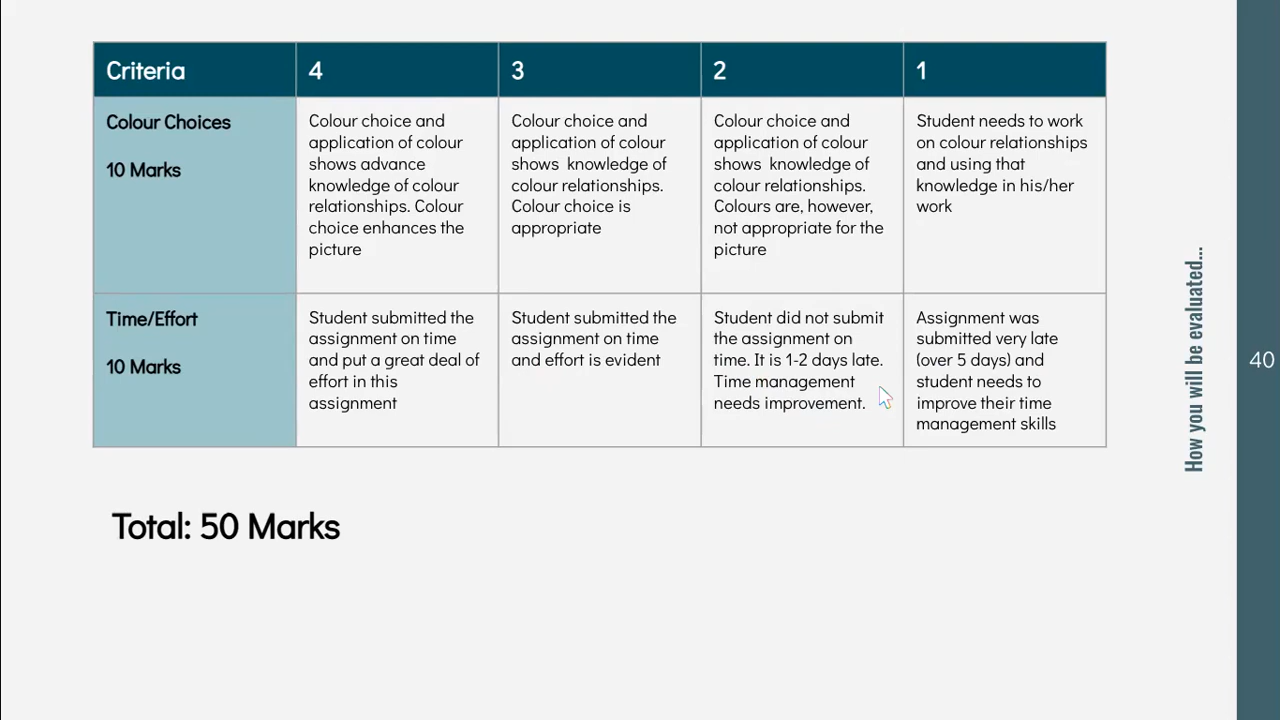 Criteria
4
3
2
1
Colour Choices
10 Marks
Colour choice and
application of colour
shows advance
knowledge of colour
relationships. Colour
choice enhances the
picture
Colour choice and
application of colour
shows knowledge of
colour relationships.
Colour choice is
appropriate
Colour choice and
application of colour
shows knowledge of
colour relationships.
Colours are, however,
not appropriate for the
picture
Student needs to work
on colour relationships
and using that
knowledge in his/her
work
Time/Effort
10 Marks
Student submitted the
assignment on time
and put a great deal of
effort in this
assignment
Student submitted the
assignment on time
and effort is evident
Student did not submit
the assignment on
time. It is 1-2 days late.
Time management
needs improvement.
Assignment was
submitted very late
(over 5 days) and
student needs to
improve their time
management skills
Total: 50 Marks
How you will be evaluated...
40